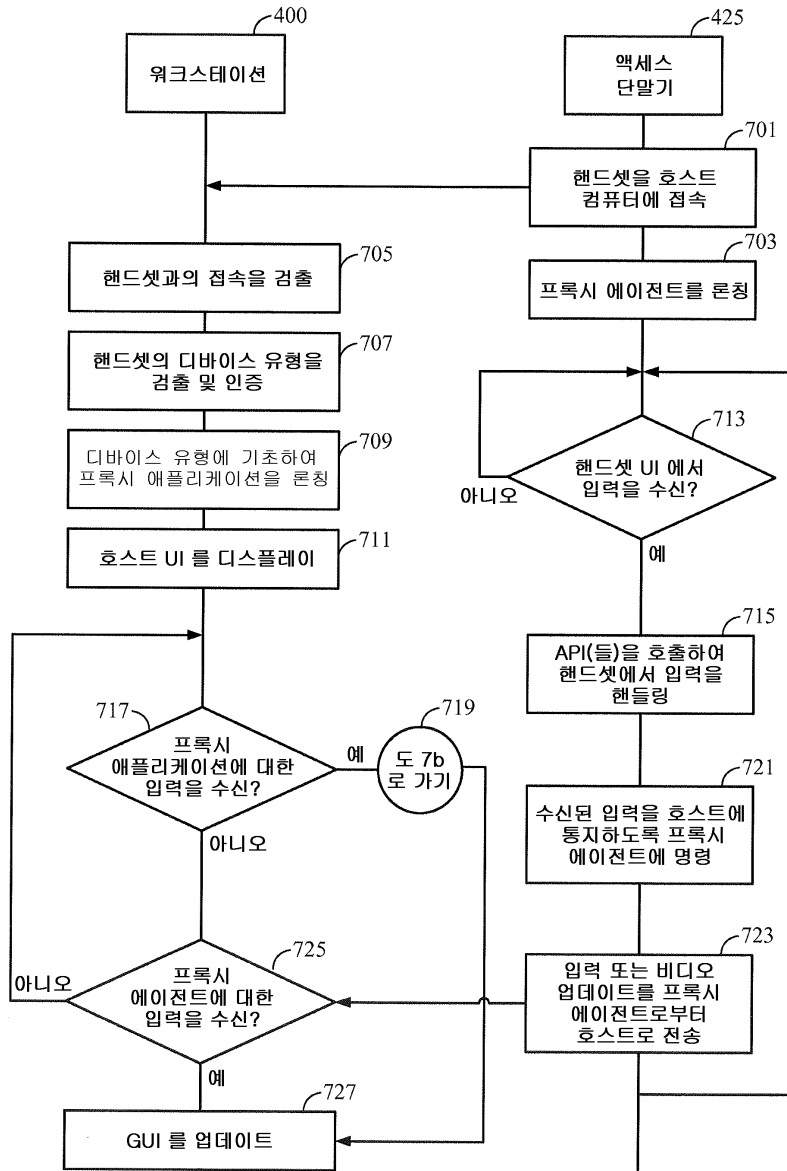 400
워크스테이션
425
액세스
단말기
701
핸드셋을 호스트
컴퓨터에 접속
703
프록시 에이전트를 론칭
705
핸드셋과의 접속을 검출
707
핸드셋의 디바이스 유형을
검출 및 인증
709
디바이스 유형에 기초하여
프록시 애플리케이션을 론칭
711
호스트 UI 를 디스플레이
713
핸드셋 UI 에서
입력을 수신?
아니오
예
715
API(들)을 호출하여
핸드셋에서 입력을
핸들링
717
프록시
애플리케이션에 대한
입력을 수신?
예
719
도 7b
로 가기
아니오
721
수신된 입력을 호스트에
통지하도록 프록시
에이전트에 명령
723
입력 또는 비디오
업데이트를 프록시
에이전트로부터
호스트로 전송
725
프록시
에이전트에 대한
입력을 수신?
아니오
예
727
GUI 를 업데이트